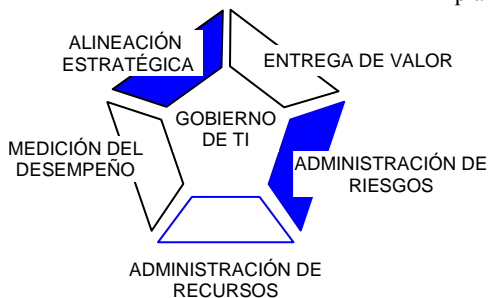 ALINEACIÓN
ESTRATÉGICA
ENTREGA DE VALOR
GOBIERNO
DE TI
MEDICIÓN DEL
DESEMPEÑO
ADMINISTRACIÓN DE
RIESGOS
ADMINISTRACIÓN DE
RECURSOS